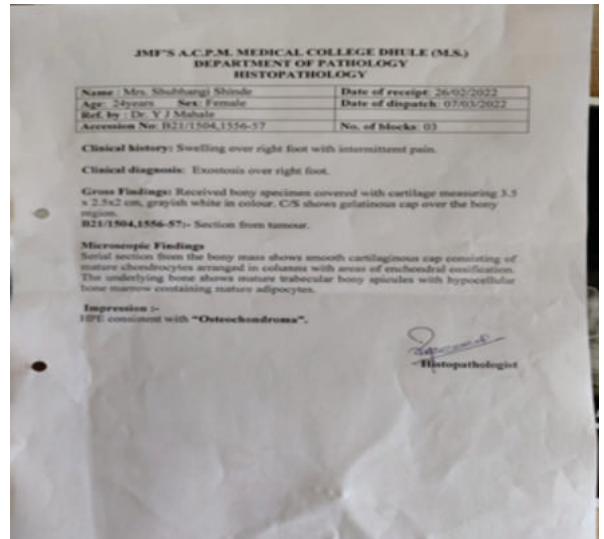 JMF'S A.C.P.M. MEDICAL COLLEGE DHULE (M.S.)
DEPARTMENT OF PATHOLOGY
HISTOPATHOLOGY
Name : Mrs. Shubhangi Shinde Date of receipt: 26/02/2022
Age: 24years Sex: Female Date of dispatch: 07/03/2022
Ref. by : Dr. Y J Mahale
Accession No: B21/1504,1556-57 No. of blocks: 03
Clinical history: Swelling over right foot with intermittent pain.
Clinical diagnosis: Exostosis over right foot.
Gross Findings: Received bony specimen covered with cartilage measuring 3.5
x 2.5x2 cm, grayish white in colour. C/S shows gelatinous cap over the bony
region.
B21/1504,1556-57:- Section from tumour.
Microscopic Findings
Serial section from the bony mass shows smooth cartilaginous cap consisting of
mature chondrocytes arranged in columns with areas of enchondral ossification.
The underlying bone shows mature trabecular bony spicules with hypocellular
bone marrow containing mature adipocytes.
Impression :-
HPE consistent with "Osteochondroma".
Histopathologist